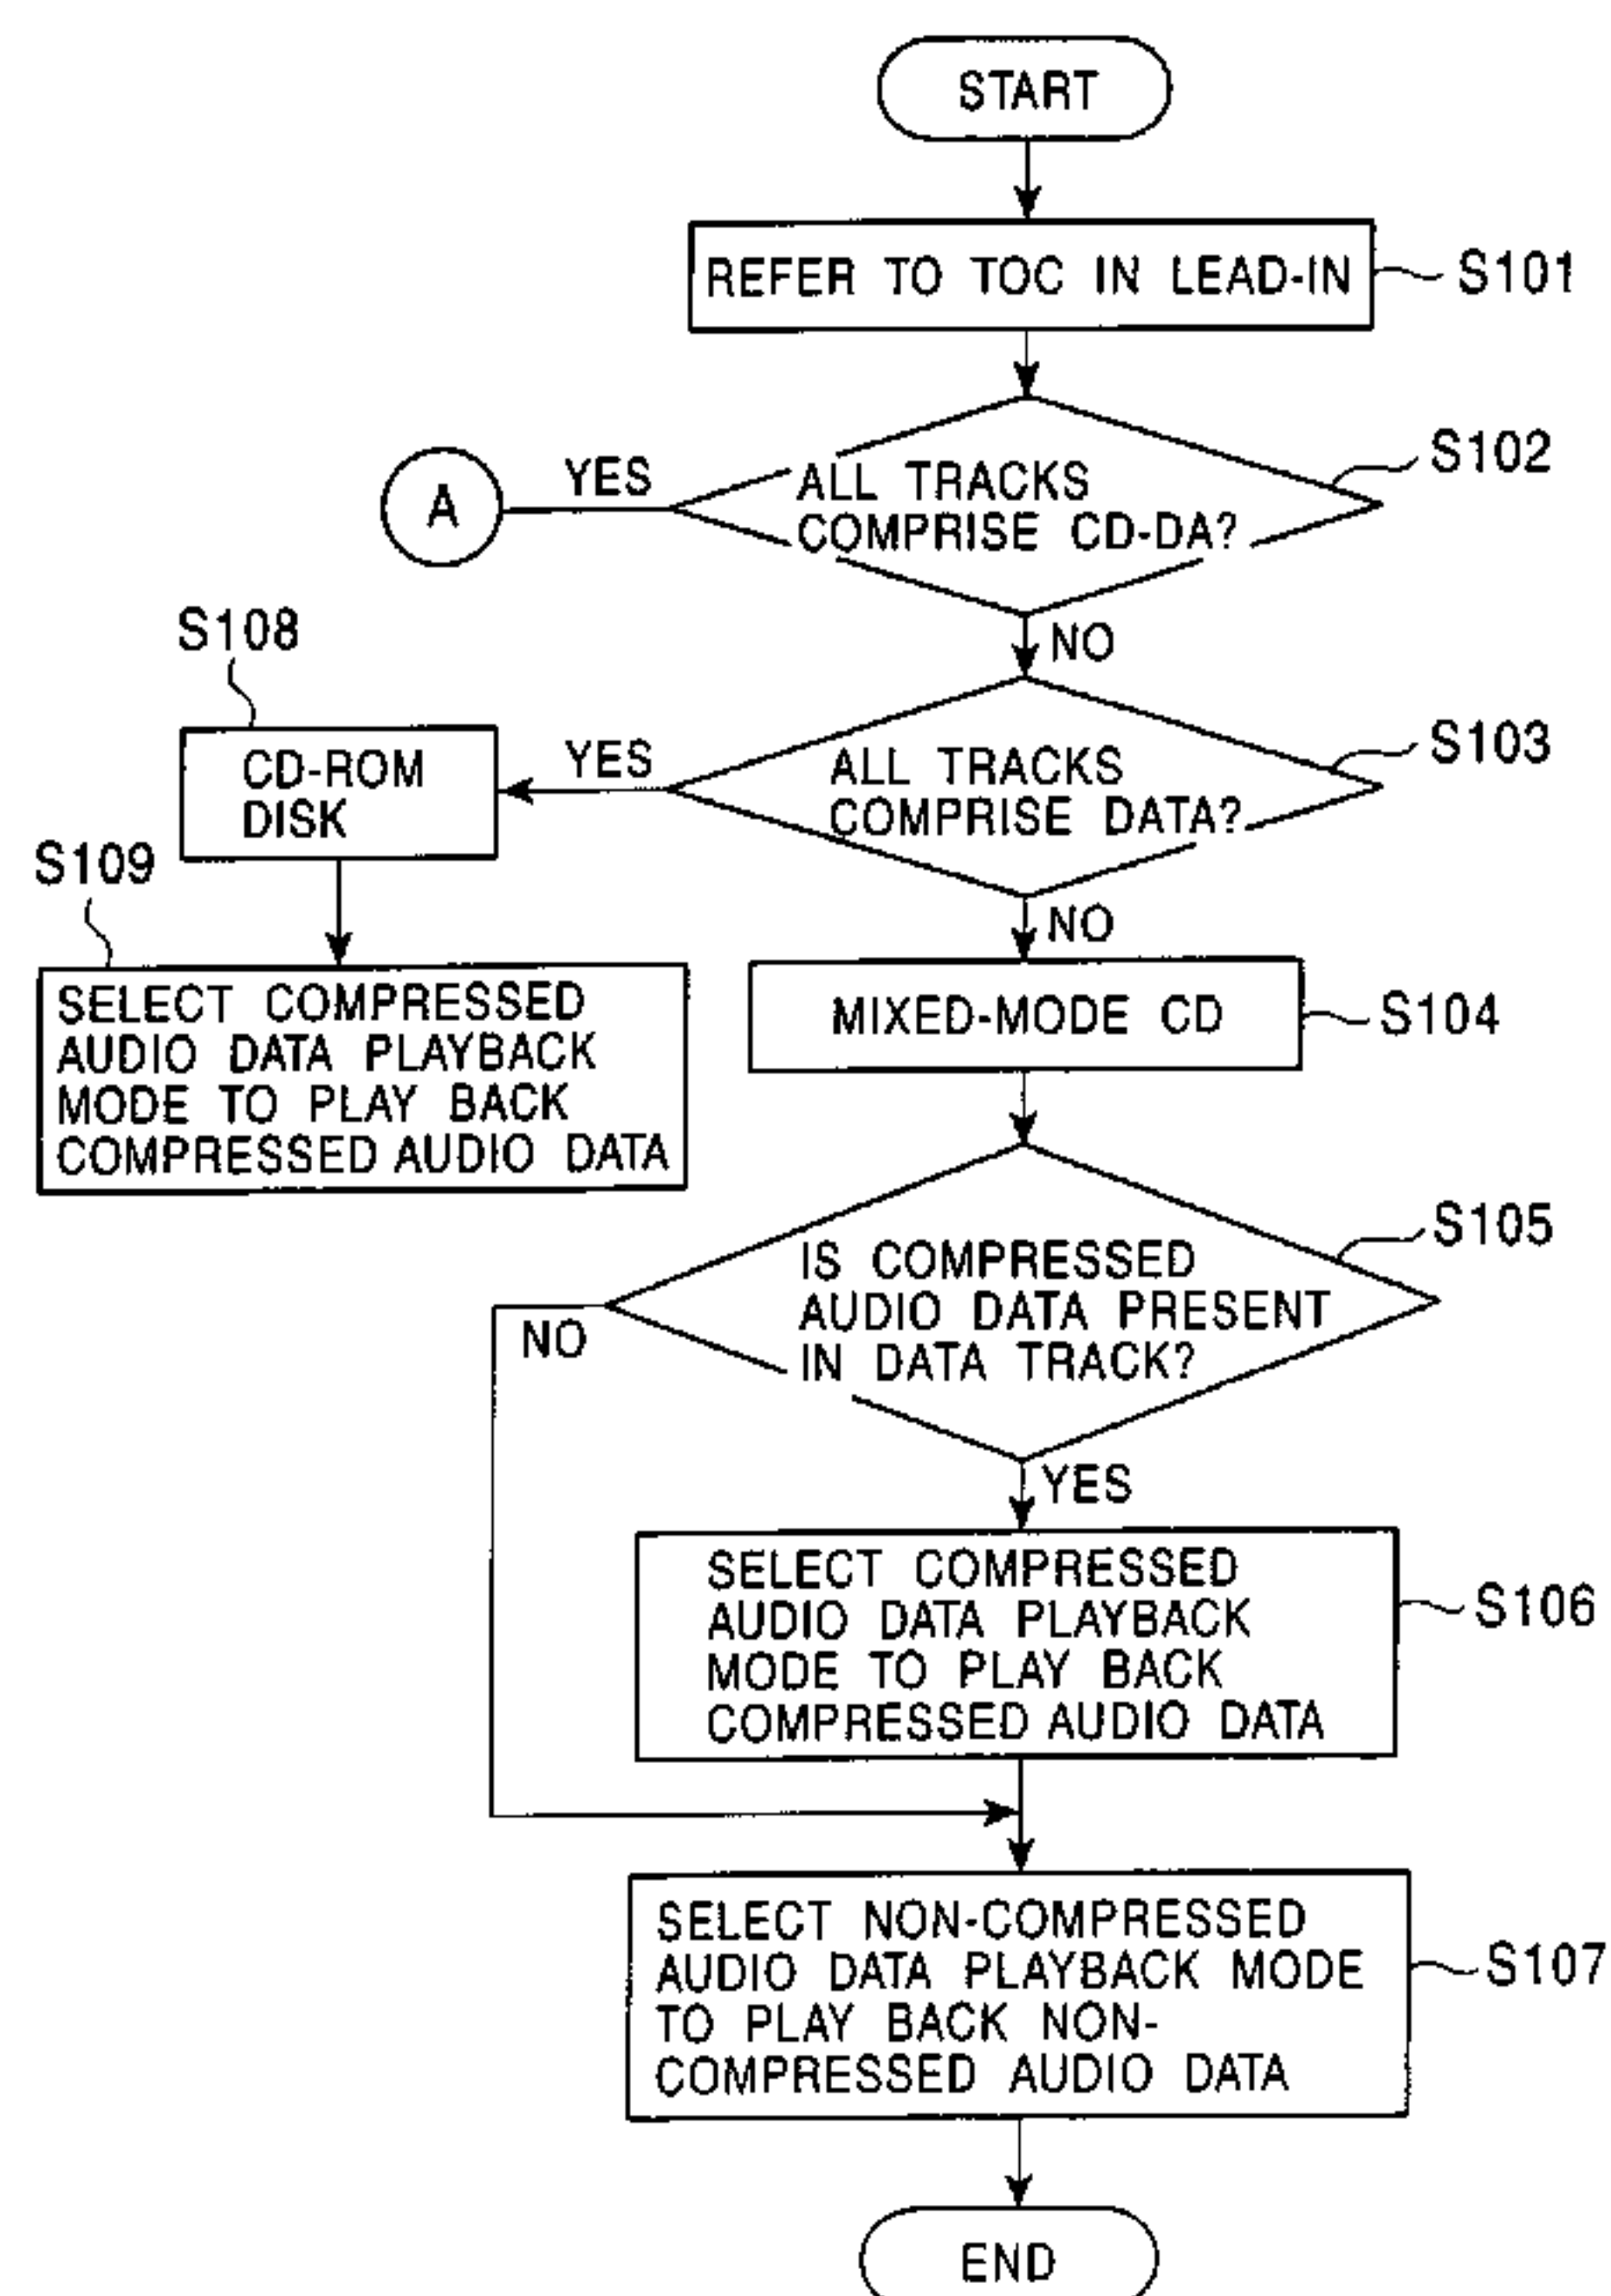 START
REFER TO TOC IN LEAD-IN
S101
ALL TRACKS
COMPRISE CD-DA?
S102
YES
A
NO
ALL TRACKS
COMPRISE DATA?
S103
YES
S108
CD-ROM
DISK
S109
SELECT COMPRESSED
AUDIO DATA PLAYBACK
MODE TO PLAY BACK
COMPRESSED AUDIO DATA
NO
MIXED-MODE CD
S104
IS COMPRESSED
AUDIO DATA PRESENT
IN DATA TRACK?
S105
NO
YES
SELECT COMPRESSED
AUDIO DATA PLAYBACK
MODE TO PLAY BACK
COMPRESSED AUDIO DATA
S106
SELECT NON-COMPRESSED
AUDIO DATA PLAYBACK MODE
TO PLAY BACK NON-
COMPRESSED AUDIO DATA
S107
END